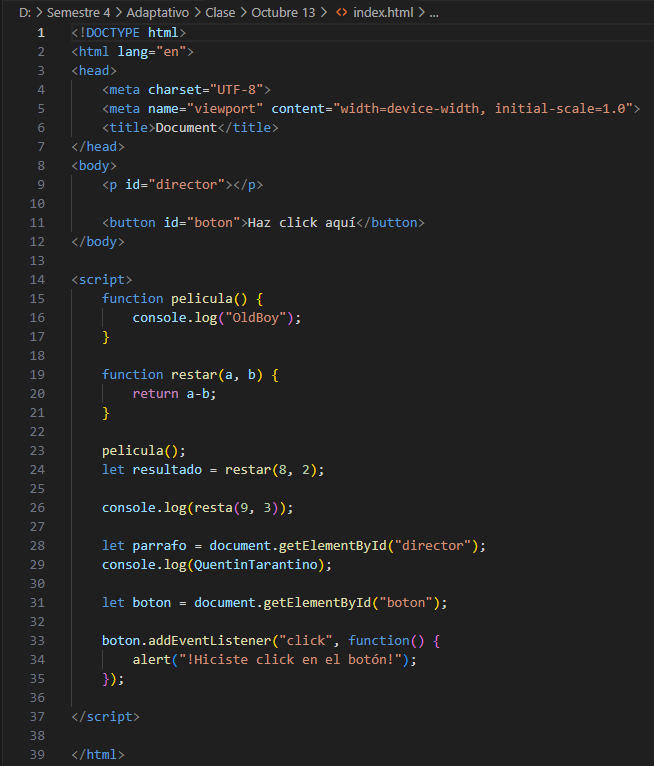 D: > Semestre 4 > Adaptativo > Clase > Octubre 13 > <> index.html > ...
1 <!DOCTYPE html>
2 <html lang="en">
3 <head>
4     <meta charset="UTF-8">
5     <meta name="viewport" content="width=device-width, initial-scale=1.0">
6     <title>Document</title>
7 </head>
8 <body>
9     <p id="director"></p>
10
11     <button id="boton">Haz click aquí</button>
12 </body>
13
14 <script>
15     function pelicula() {
16         console.log("OldBoy");
17     }
18
19     function restar(a, b) {
20         return a-b;
21     }
22
23     pelicula();
24     let resultado = restar(8, 2);
25
26     console.log(resta(9, 3));
27
28     let parrafo = document.getElementById("director");
29     console.log(QuentinTarantino);
30
31     let boton = document.getElementById("boton");
32
33     boton.addEventListener("click", function() {
34         alert("!Hiciste click en el botón!");
35     });
36
37 </script>
38
39 </html>